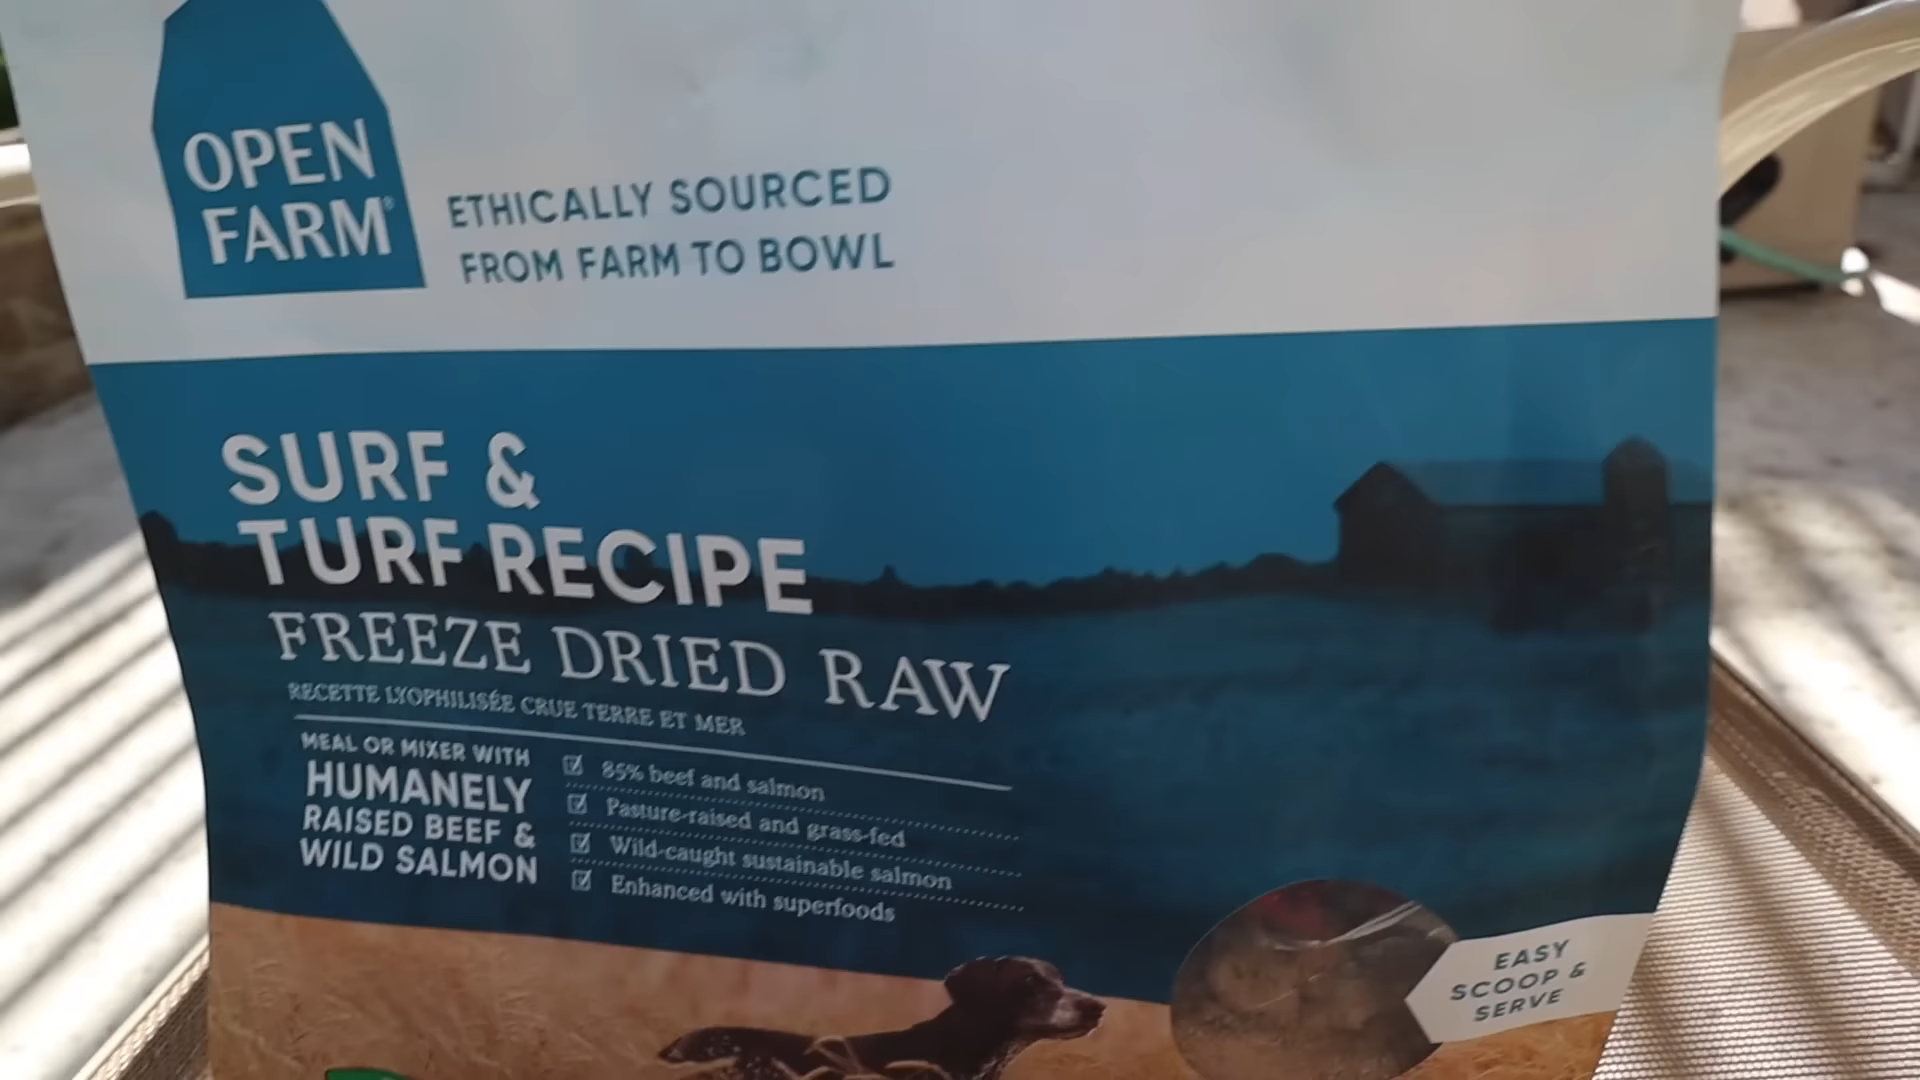 OPEN
FARM®
ETHICALLY SOURCED
FROM FARM TO BOWL
SURF &
TURF RECIPE
FREEZE DRIED RAW
RECETTE LYOPHILISÉE CRUE TERRE ET MER
MEAL OR MIXER WITH
HUMANELY
RAISED BEEF &
WILD SALMON
85% beef and salmon
Pasture-raised and grass-fed
Wild-caught sustainable salmon
Enhanced with superfoods
EASY
SCOOP &
SERVE